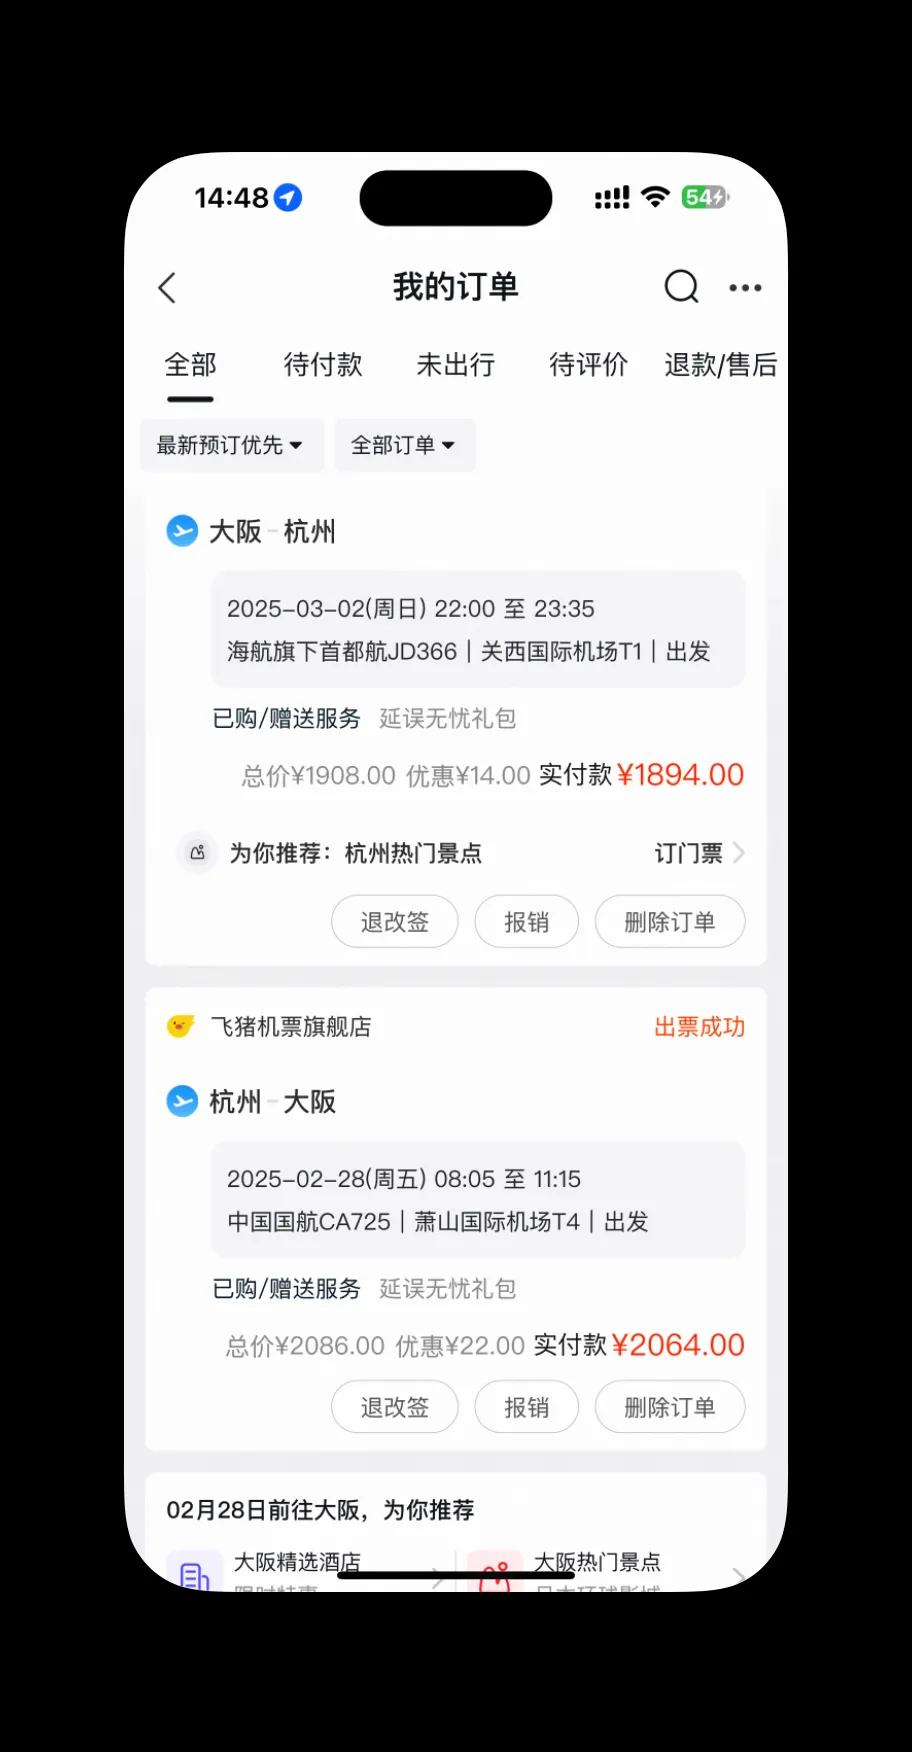 14:48
54
我的订单
全部 待付款 未出行 待评价 退款/售后
最新预订优先 全部订单
大阪 - 杭州
2025-03-02(周日) 22:00 至 23:35
海航旗下首都航JD366 | 关西国际机场T1 | 出发
已购/赠送服务 延误无忧礼包
总价¥1908.00 优惠¥14.00 实付款 ¥1894.00
为你推荐：杭州热门景点 订门票
退改签 报销 删除订单
飞猪机票旗舰店 出票成功
杭州 - 大阪
2025-02-28(周五) 08:05 至 11:15
中国国航CA725 | 萧山国际机场T4 | 出发
已购/赠送服务 延误无忧礼包
总价¥2086.00 优惠¥22.00 实付款 ¥2064.00
退改签 报销 删除订单
02月28日前往大阪，为你推荐
大阪精选酒店 大阪热门景点